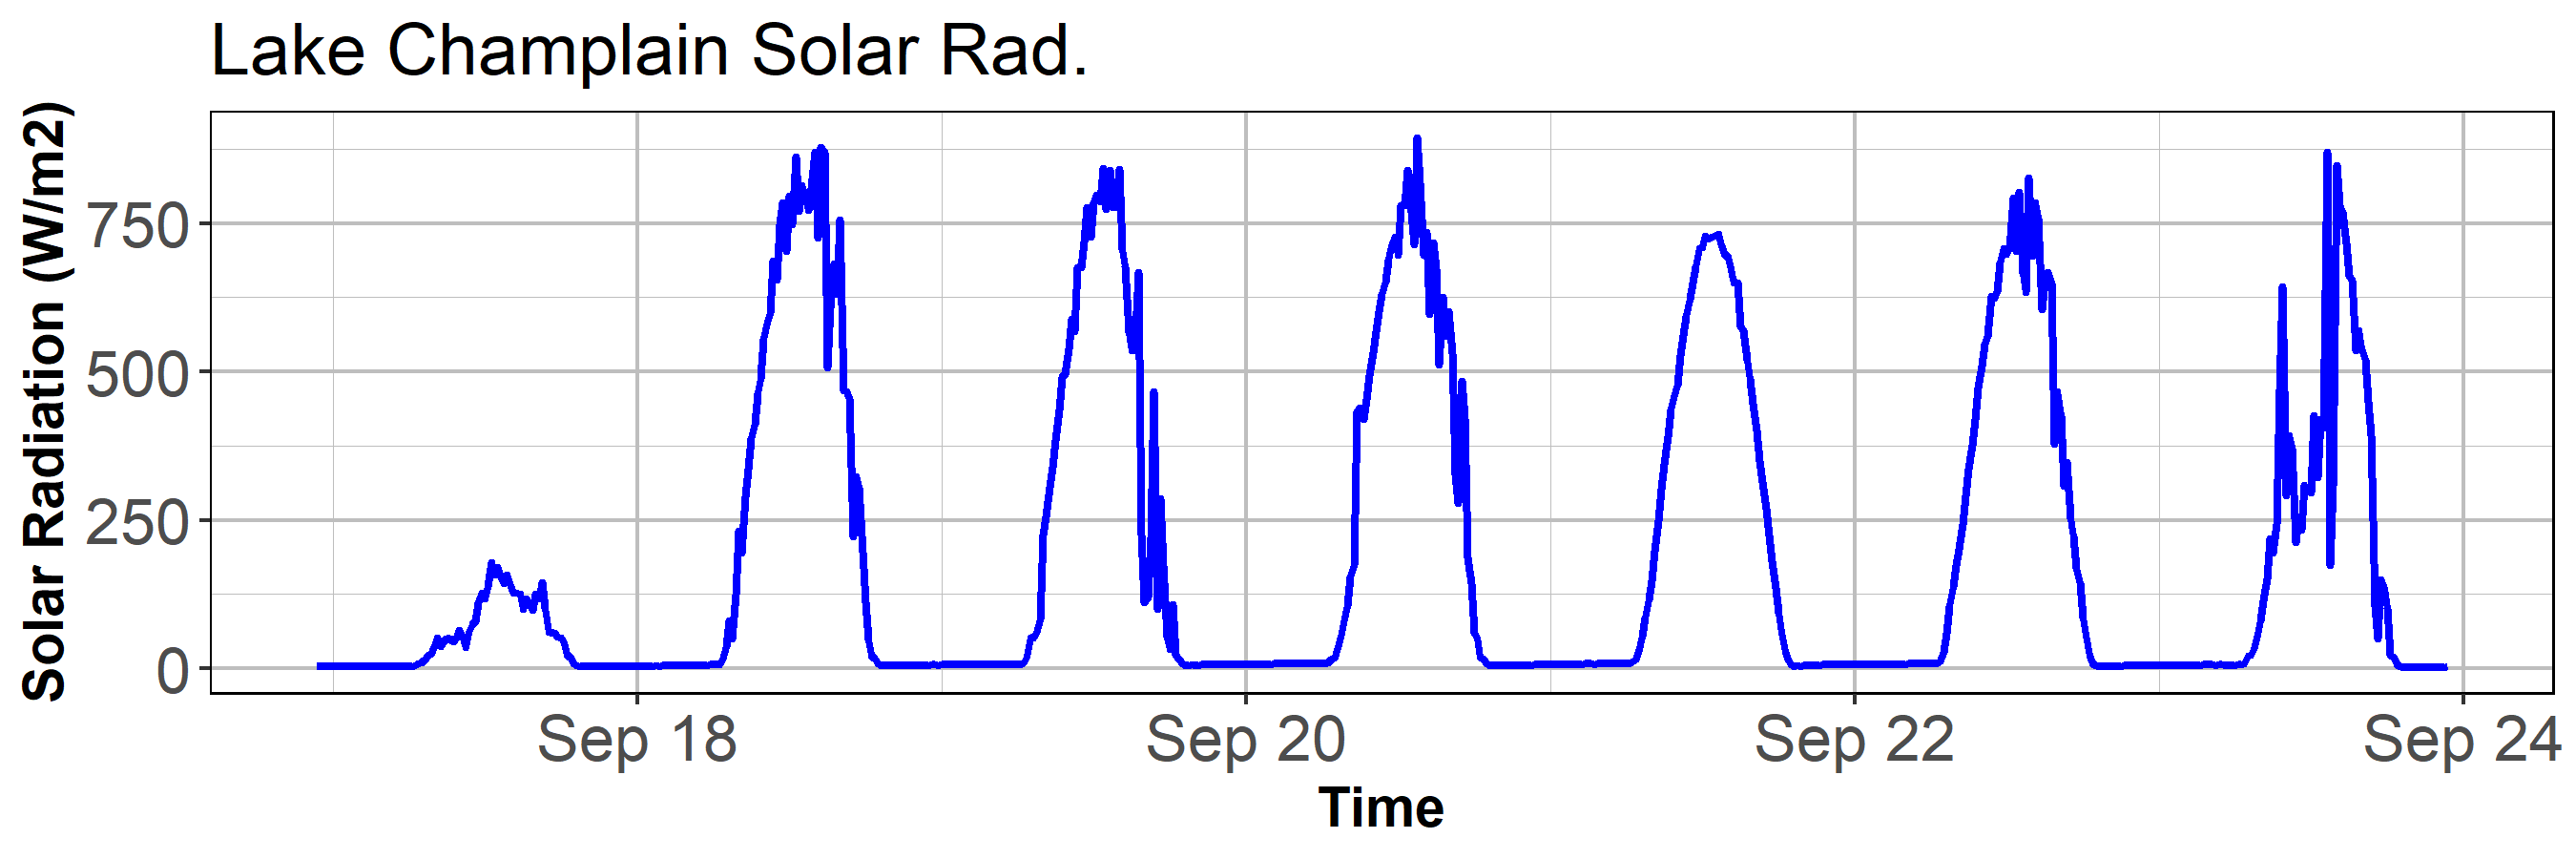 Lake Champlain Solar Rad.
Solar Radiation (W/m2)
750
500
250
0
Sep 18
Sep 20
Sep 22
Sep 24
Time